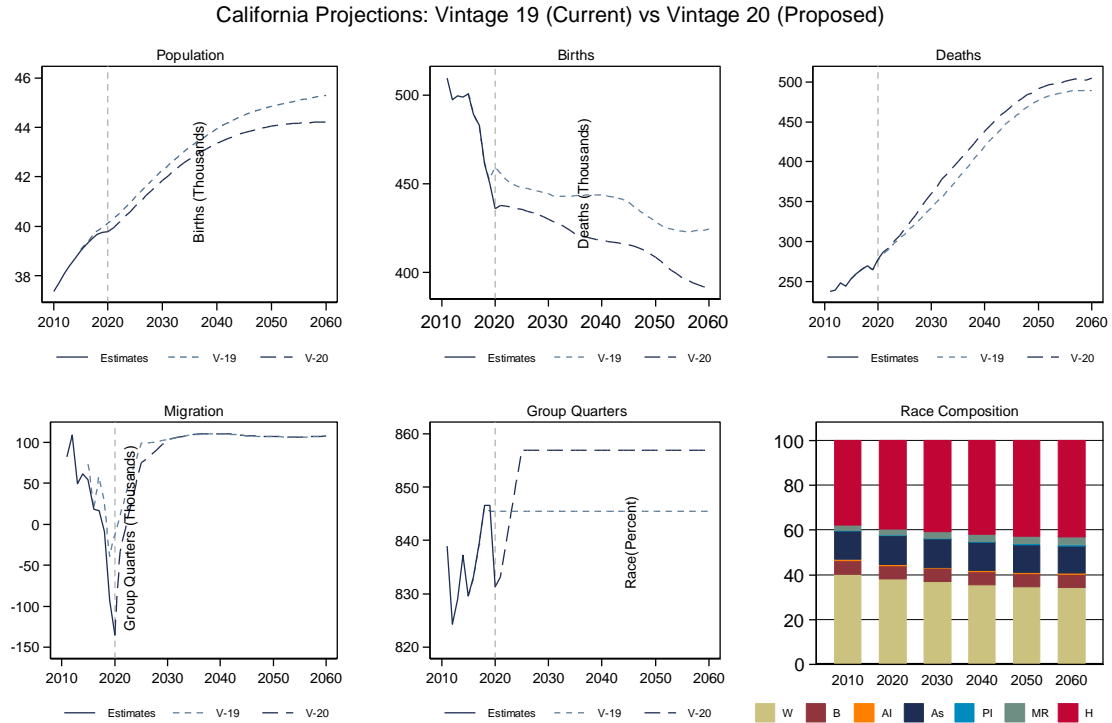 California Projections: Vintage 19 (Current) vs Vintage 20 (Proposed)
Population
46
44
42
40
38
2010 2020 2030 2040 2050 2060
Births (Thousands)
Estimates V-19 V-20
Births
500
450
400
2010 2020 2030 2040 2050 2060
Deaths (Thousands)
Estimates V-19 V-20
Deaths
500
450
400
350
300
250
2010 2020 2030 2040 2050 2060
Estimates V-19 V-20
Migration
100
50
0
-50
-100
-150
2010 2020 2030 2040 2050 2060
Group Quarters (Thousands)
Estimates V-19 V-20
Group Quarters
860
850
840
830
820
2010 2020 2030 2040 2050 2060
Race(Percent)
Estimates V-19 V-20
Race Composition
100
80
60
40
20
0
2010 2020 2030 2040 2050 2060
W B AI As PI MR H